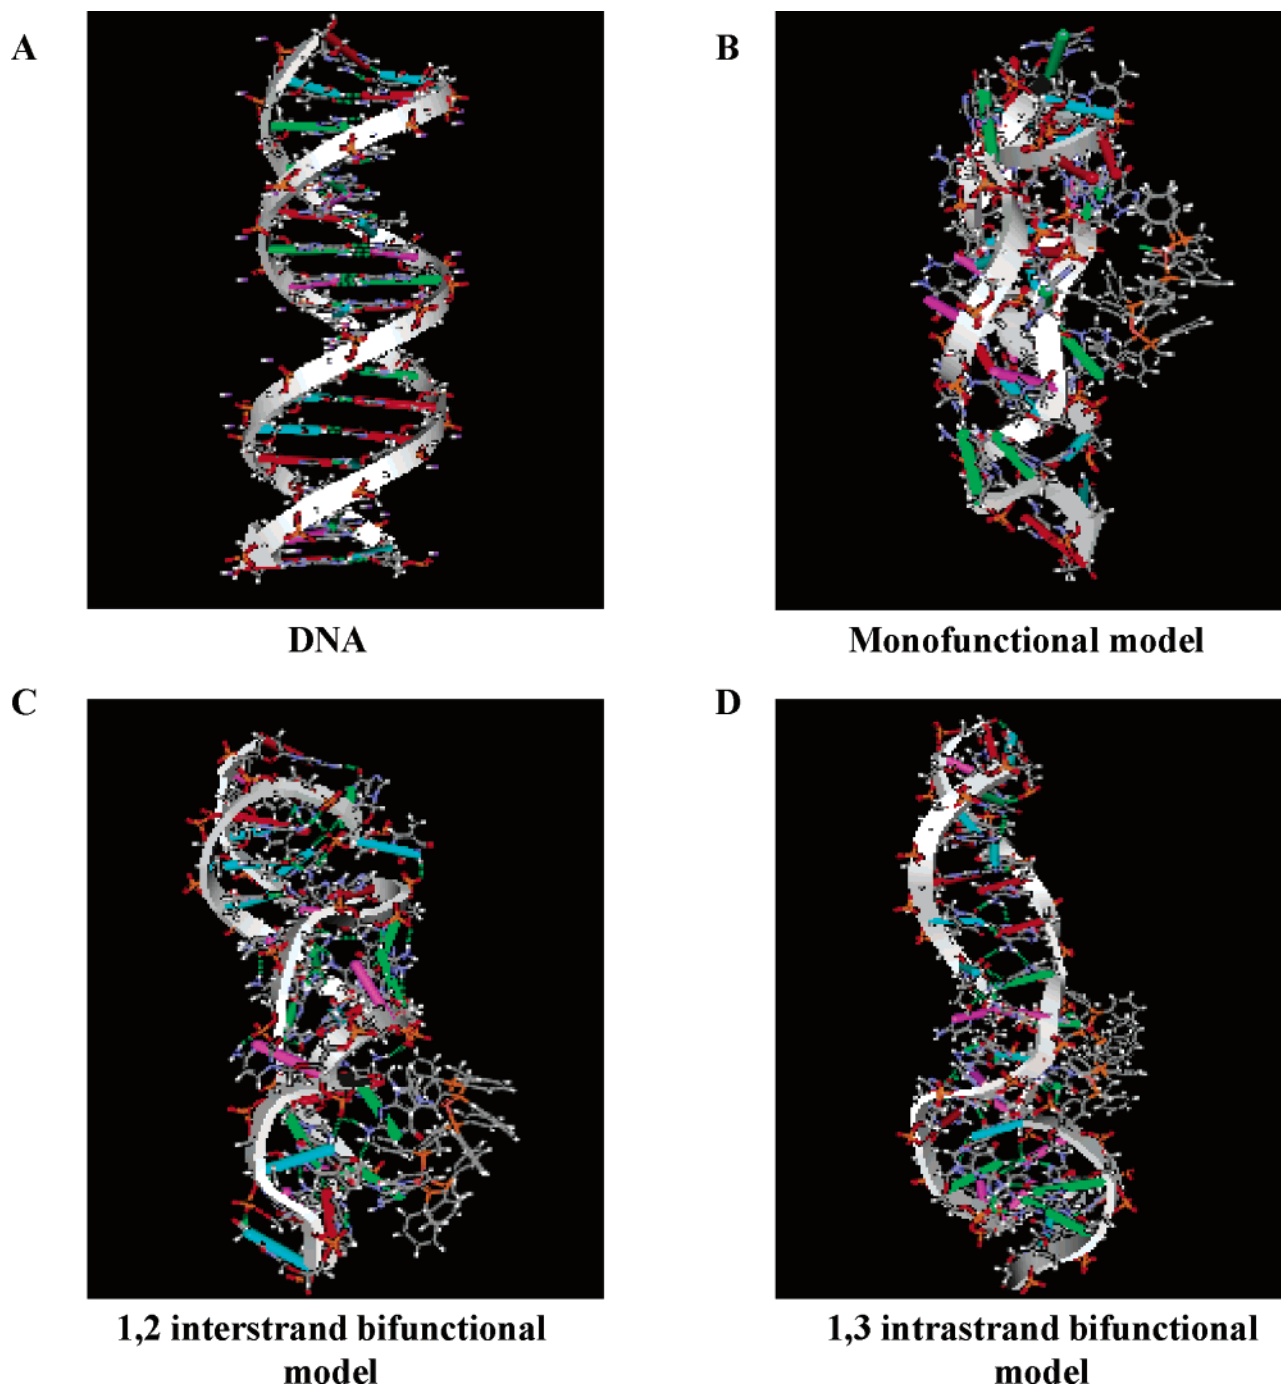 A
B
DNA
Monofunctional model
C
D
1,2 interstrand bifunctional
model
1,3 intrastrand bifunctional
model